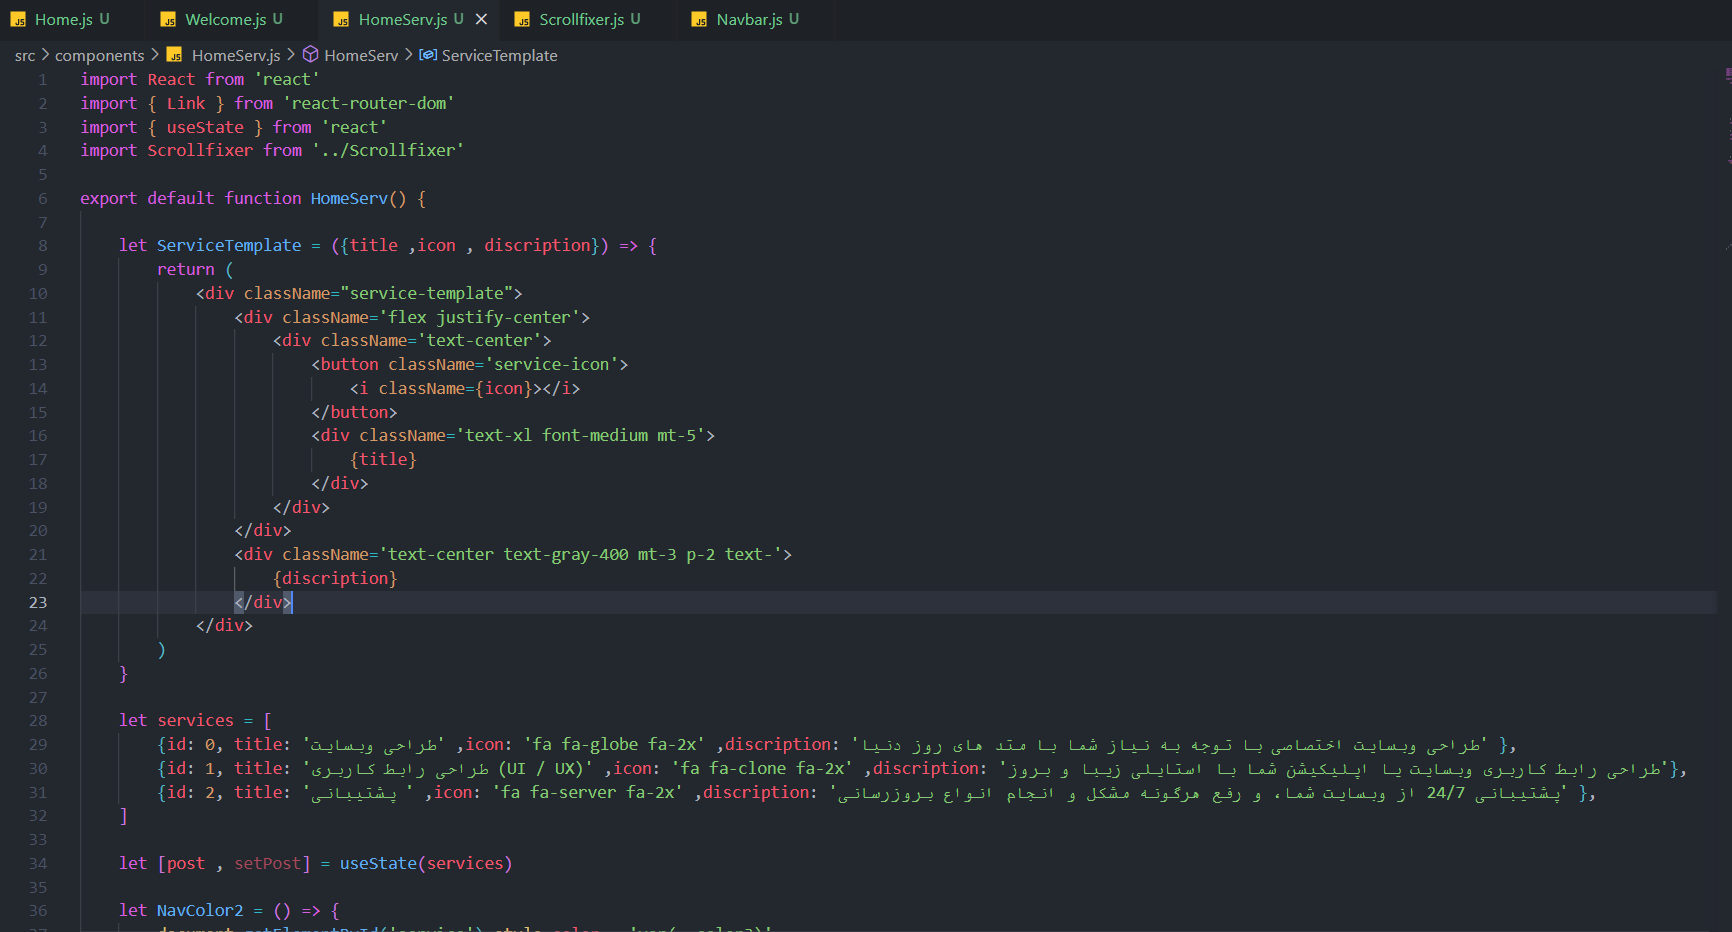 JS Home.js U JS Welcome.js U JS HomeServ.js U JS Scrollfixer.js U JS Navbar.js U
src > components > JS HomeServ.js > HomeServ > ServiceTemplate
1 import React from 'react'
2 import { Link } from 'react-router-dom'
3 import { useState } from 'react'
4 import Scrollfixer from '../Scrollfixer'
5
6 export default function HomeServ() {
7
8 let ServiceTemplate = ({title ,icon , discription}) => {
9 return (
10 <div className="service-template">
11 <div className='flex justify-center'>
12 <div className='text-center'>
13 <button className='service-icon'>
14 <i className={icon}></i>
15 </button>
16 <div className='text-xl font-medium mt-5'>
17 {title}
18 </div>
19 </div>
20 </div>
21 <div className='text-center text-gray-400 mt-3 p-2 text-'>
22 {discription}
23 </div>
24 </div>
25 )
26 }
27
28 let services = [
29 {id: 0, title: 'طراحی وبسایت' ,icon: 'fa fa-globe fa-2x' ,discription: 'طراحی وبسایت اختصاصی با توجه به نیاز شما با متد های روز دنیا' },
30 {id: 1, title: 'طراحی رابط کاربری (UI / UX)' ,icon: 'fa fa-clone fa-2x' ,discription: 'طراحی رابط کاربری وبسایت یا اپلیکیشن شما با استایلی زیبا و بروز'},
31 {id: 2, title: 'پشتیبانی ' ,icon: 'fa fa-server fa-2x' ,discription: 'پشتیبانی 24/7 از وبسایت شما، و رفع هرگونه مشکل و انجام انواع بروزرسانی' },
32 ]
33
34 let [post , setPost] = useState(services)
35
36 let NavColor2 = () => {